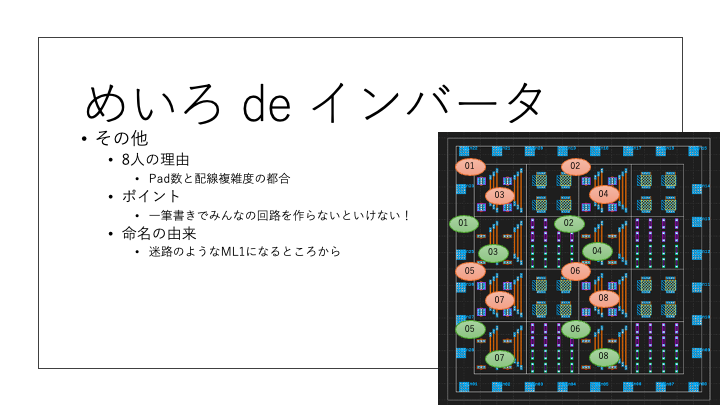 めいろ de インバータ
• その他
• 8人の理由
• Pad数と配線複雑度の都合
• ポイント
• 一筆書きでみんなの回路を作らないといけない！
• 命名の由来
• 迷路のようなML1になるところから
01 02
03 04
01 02
03 04
05 06
07 08
05 06
07 08